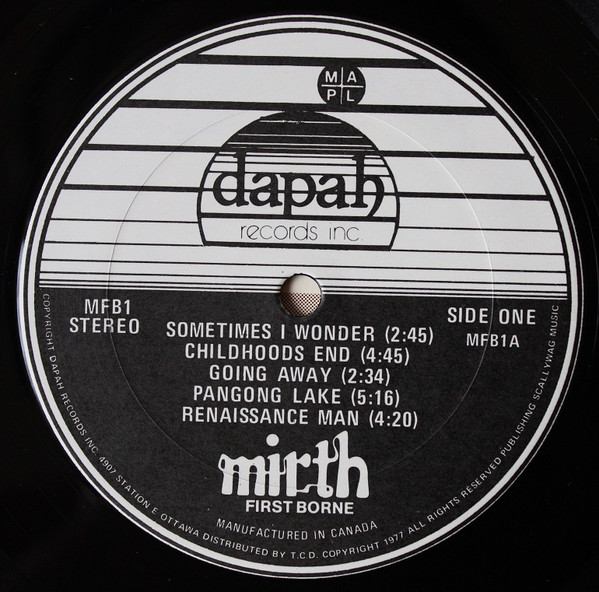 M A
P L
dapah
records inc
MFB1
STEREO
SIDE ONE
MFB1A
SOMETIMES I WONDER (2:45)
CHILDHOODS END (4:45)
GOING AWAY (2:34)
PANGONG LAKE (5:16)
RENAISSANCE MAN (4:20)
mirth
FIRST BORNE
MANUFACTURED IN CANADA
COPYRIGHT DAPAH RECORDS INC. 4907 STATION E OTTAWA DISTRIBUTED BY T.C.D. COPYRIGHT 1977 ALL RIGHTS RESERVED PUBLISHING SCALLYWAG MUSIC